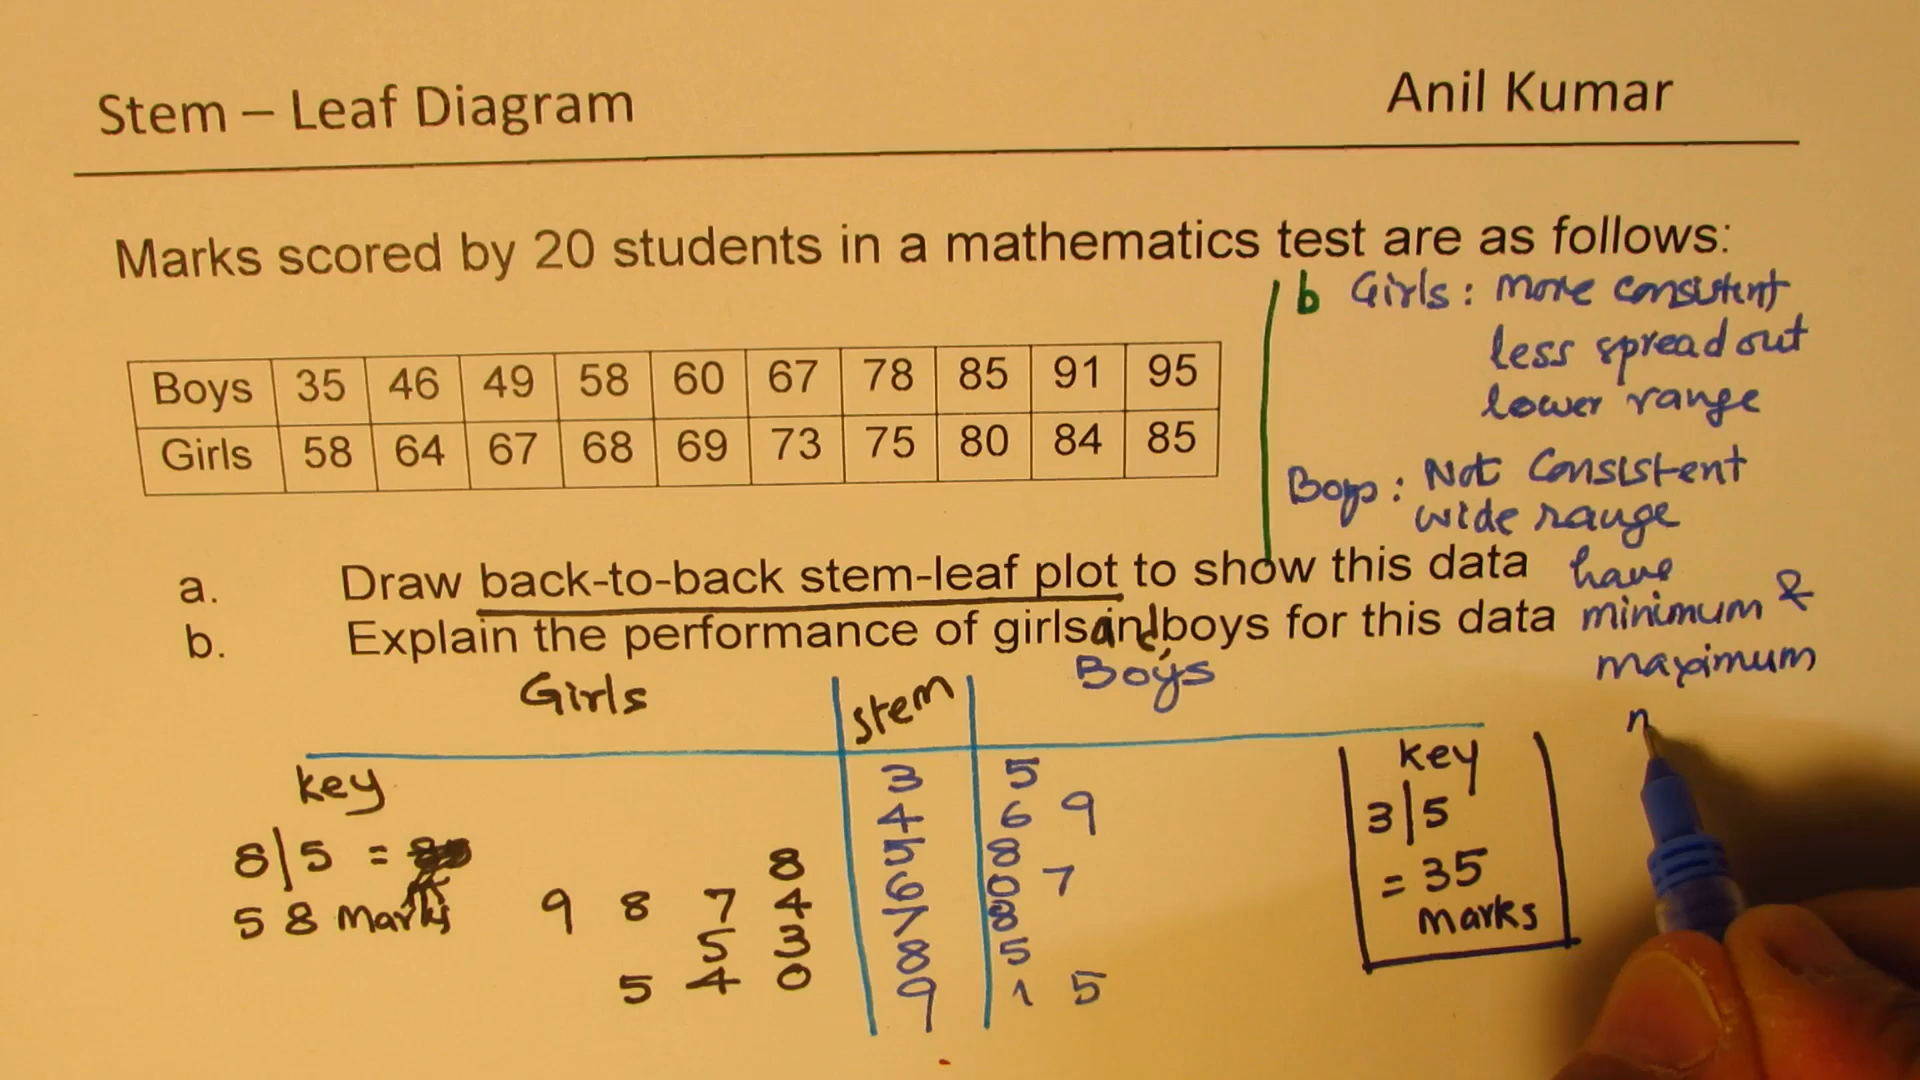 Stem – Leaf Diagram Anil Kumar
Marks scored by 20 students in a mathematics test are as follows:
Boys 35 46 49 58 60 67 78 85 91 95
Girls 58 64 67 68 69 73 75 80 84 85
b Girls : more consistent
less spread out
lower range
Boys : Not Consistent
wide range
have
minimum &
maximum
n
a. Draw back-to-back stem-leaf plot to show this data
b. Explain the performance of girls and boys for this data
Girls stem Boys
3 5
4 6 9
8 5 8
9 8 7 4 6 0 7
5 3 7 8
5 4 0 8 5
9 1 5
key
8|5 =
58 marks
key
3|5
= 35
marks